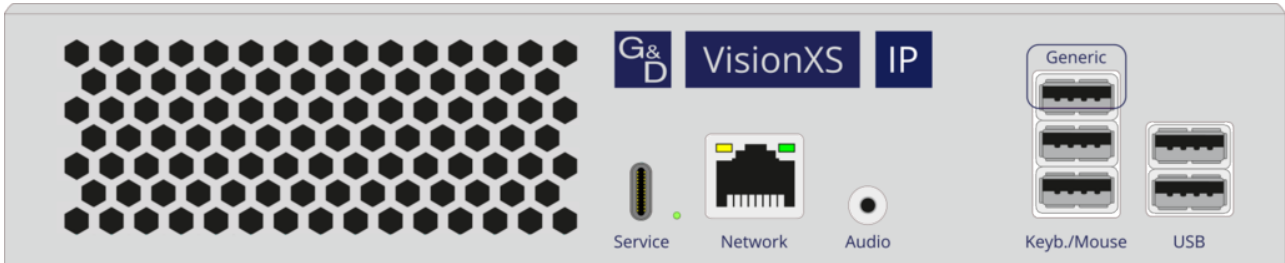 G&D VisionXS IP
Generic
Service Network Audio Keyb./Mouse USB